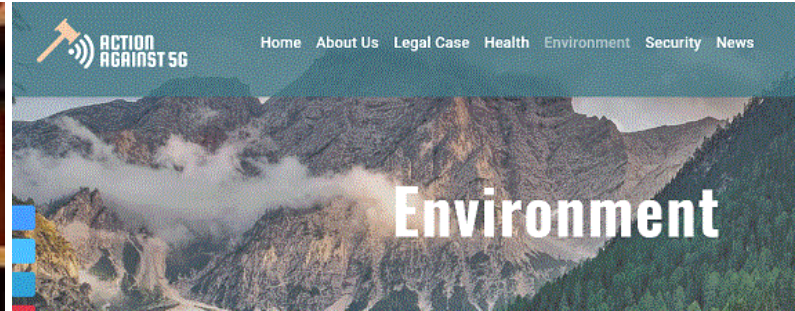 ACTION
AGAINST 5G
Home About Us Legal Case Health Environment Security News
Environment